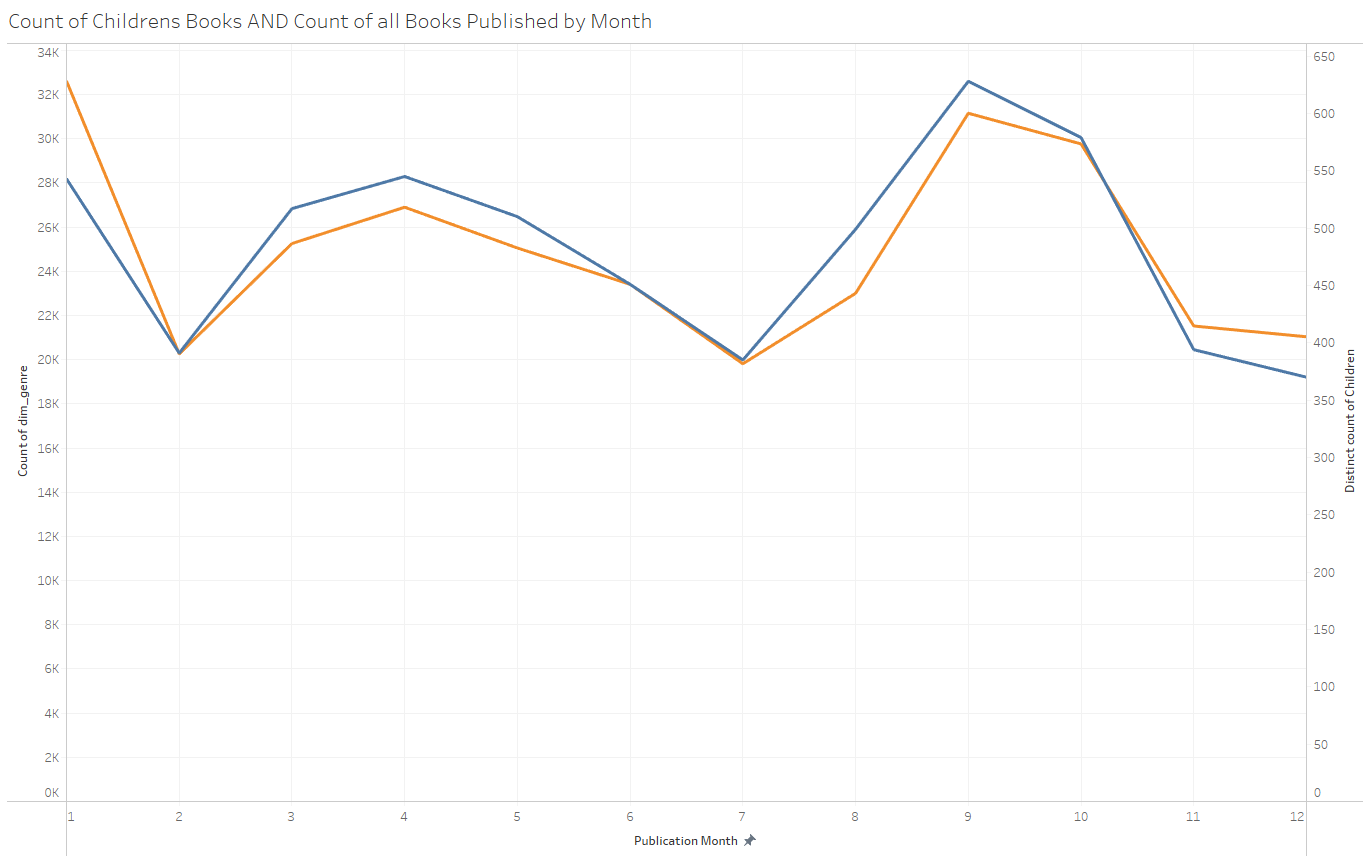 Count of Childrens Books AND Count of all Books Published by Month
34K
32K
30K
28K
26K
24K
22K
20K
18K
16K
14K
12K
10K
8K
6K
4K
2K
0K
Count of dim_genre
650
600
550
500
450
400
350
300
250
200
150
100
50
0
Distinct count of Children
1 2 3 4 5 6 7 8 9 10 11 12
Publication Month